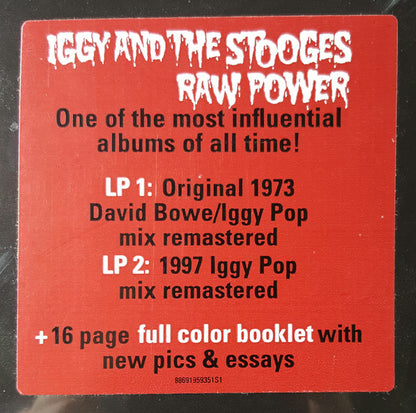 IGGY AND THE STOOGES
RAW POWER
One of the most influential
albums of all time!
LP 1: Original 1973
David Bowe/Iggy Pop
mix remastered
LP 2: 1997 Iggy Pop
mix remastered
+ 16 page full color booklet with
new pics & essays
88691959351S1